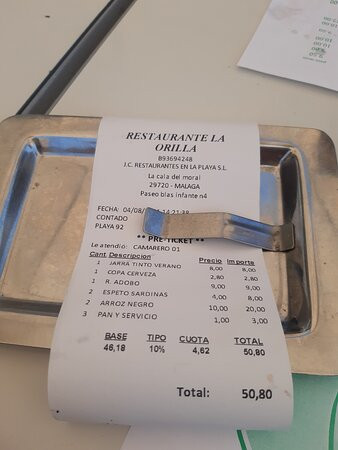 RESTAURANTE LA
ORILLA
B93694248
J.C. RESTAURANTES EN LA PLAYA S.L
La cala del moral
29720 - MALAGA
Paseo blas infante n4
FECHA: 04/08/ 14:21:38
CONTADO
PLAYA 92
** PRE-TICKET **
Le atendio: CAMARERO 01
Cant Descripcion Precio Importe
1 JARRA TINTO VERANO 8,00 8,00
1 COPA CERVEZA 2,80 2,80
1 R. ADOBO 9,00 9,00
2 ESPETO SARDINAS 4,00 8,00
2 ARROZ NEGRO 10,00 20,00
3 PAN Y SERVICIO 1,00 3,00
BASE TIPO CUOTA TOTAL
46,18 10% 4,62 50,80
Total: 50,80